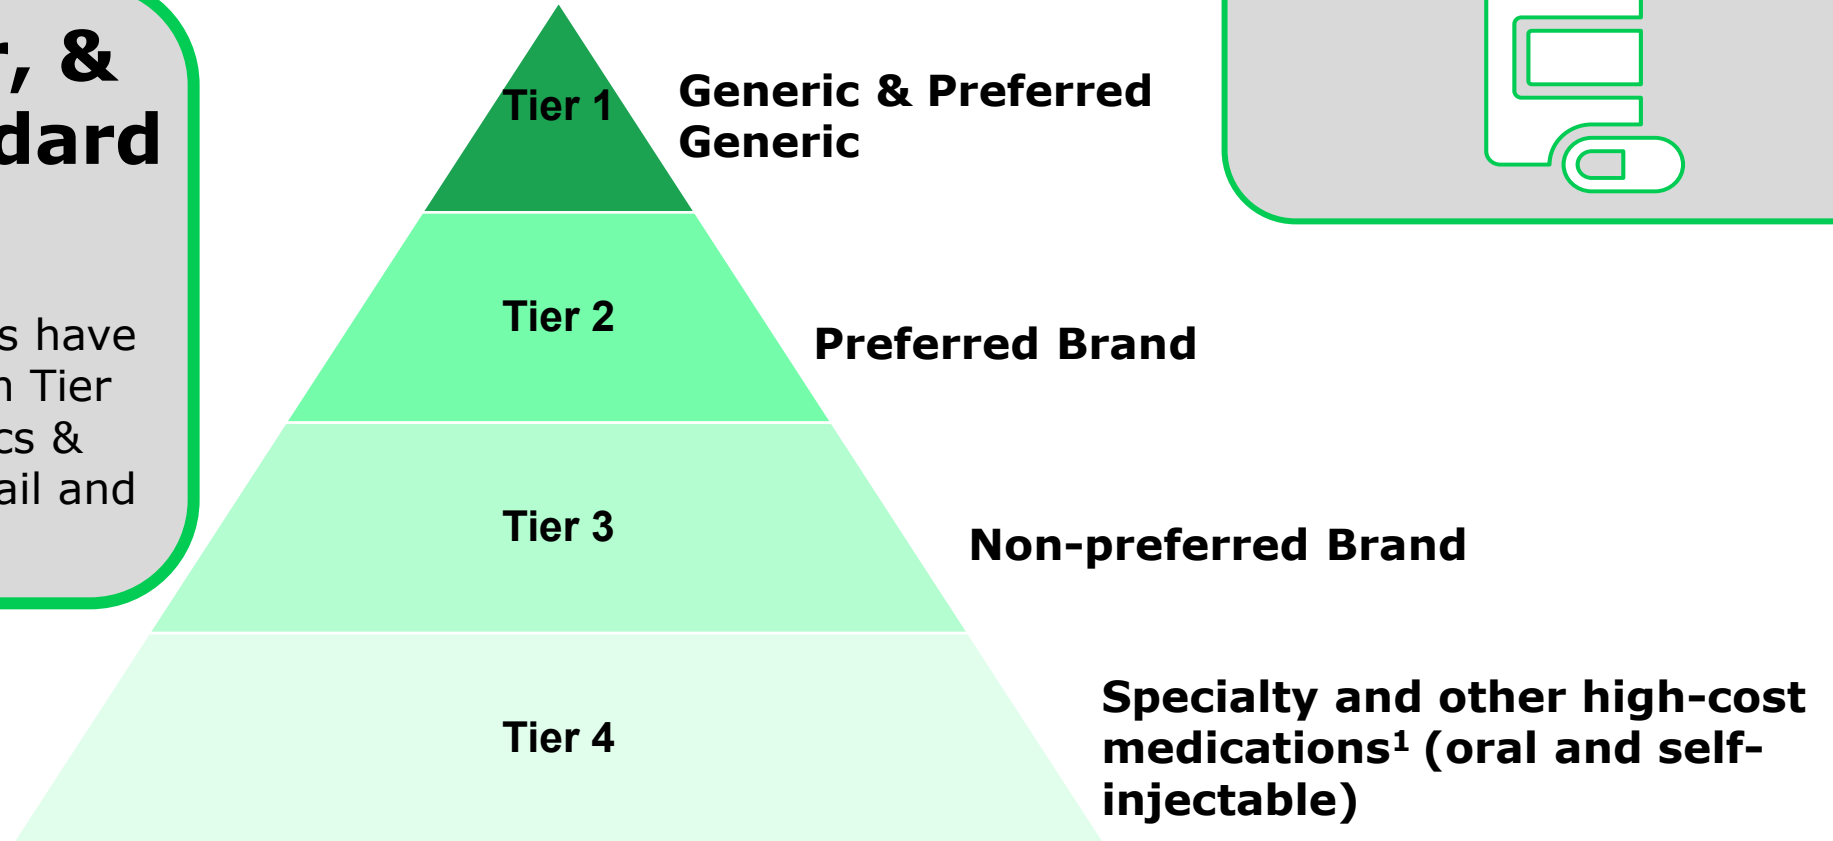 r, &
dard
s have
n Tier
cs &
ail and
Tier 1
Generic & Preferred
Generic
Tier 2
Preferred Brand
Tier 3
Non-preferred Brand
Tier 4
Specialty and other high-cost
medications¹ (oral and self-
injectable)